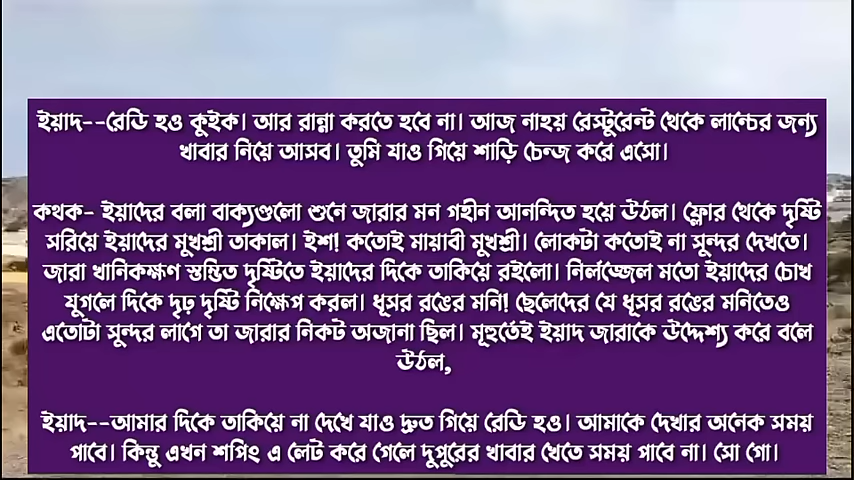 ইয়াদ--রেডি হও কুইক। আর রান্না করতে হবে না। আজ নাহয় রেস্টুরেন্ট থেকে লাঞ্চের জন্য
খাবার নিয়ে আসব। তুমি যাও গিয়ে শাড়ি চেন্জ করে এসো।
কথক- ইয়াদের বলা বাক্যগুলো শুনে জারার মন গহীন আনন্দিত হয়ে উঠল। ফ্লোর থেকে দৃষ্টি
সরিয়ে ইয়াদের মুখশ্রী তাকাল। ইশ! কতোই মায়াবী মুখশ্রী। লোকটা কতোই না সুন্দর দেখতে।
জারা খানিকক্ষণ স্তম্ভিত দৃষ্টিতে ইয়াদের দিকে তাকিয়ে রইলো। নির্লজ্জেল মতো ইয়াদের চোখ
যুগলে দিকে দৃঢ় দৃষ্টি নিক্ষেপ করল। ধূসর রঙের মনি! ছেলেদের যে ধূসর রঙের মনিতেও
এতোটা সুন্দর লাগে তা জারার নিকট অজানা ছিল। মূহুর্তেই ইয়াদ জারাকে উদ্দেশ্য করে বলে
উঠল,
ইয়াদ--আমার দিকে তাকিয়ে না দেখে যাও দ্রুত গিয়ে রেডি হও। আমাকে দেখার অনেক সময়
পাবে। কিন্তু এখন শপিং এ লেট করে গেলে দুপুরের খাবার খেতে সময় পাবে না। সো গো।